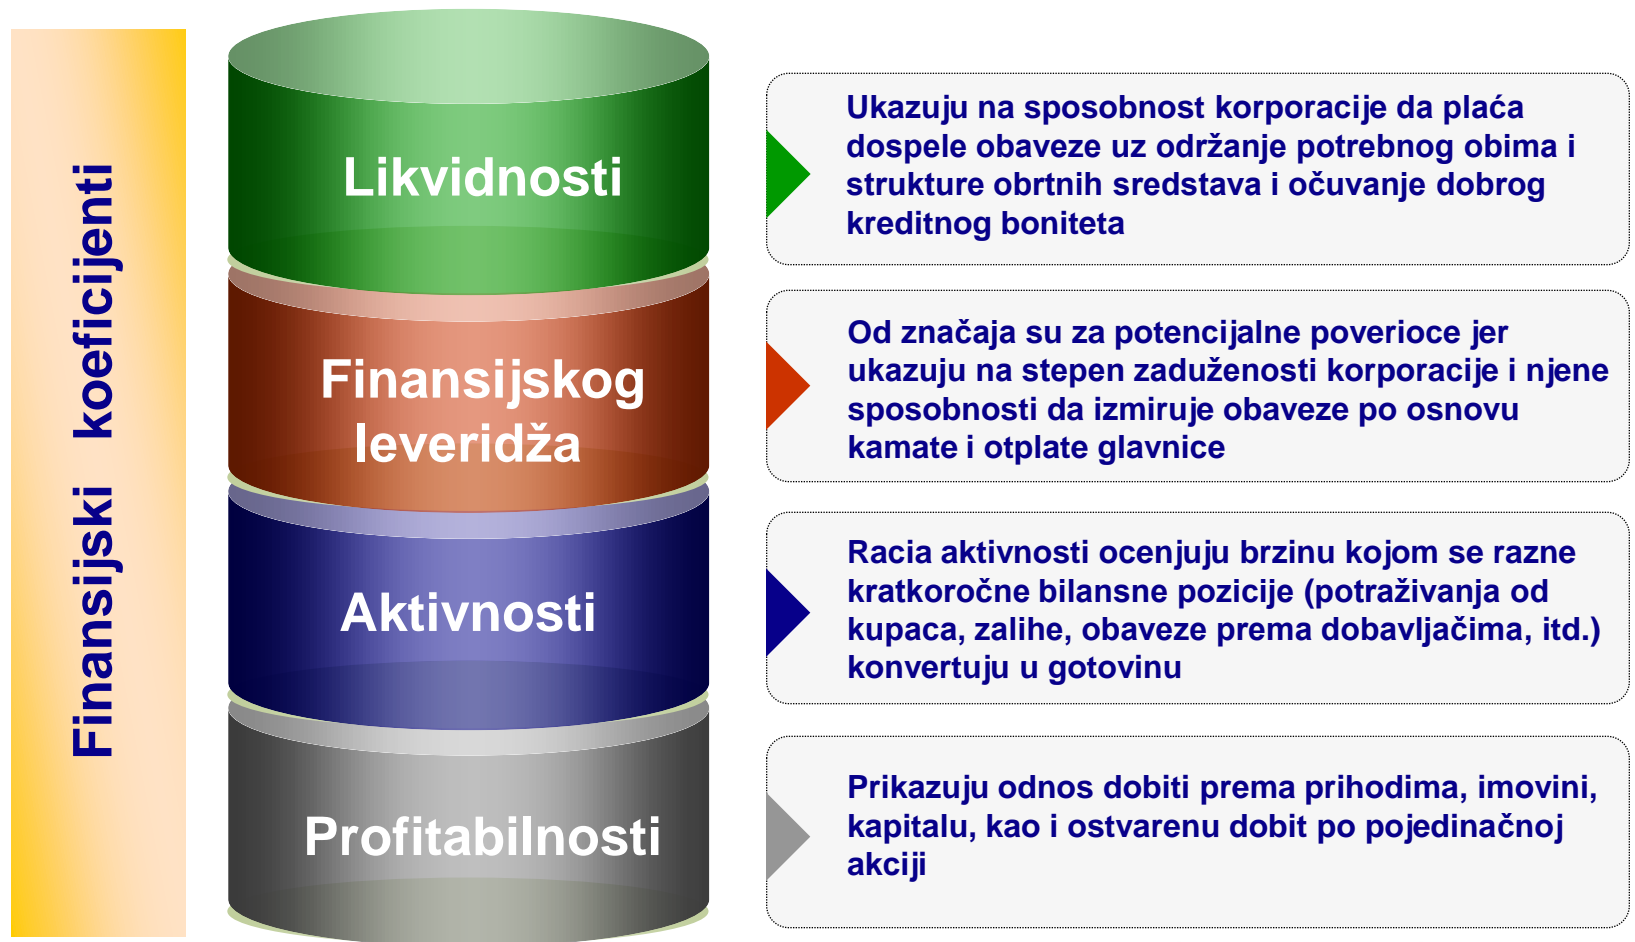 Finansijski koeficijenti
Likvidnosti
Ukazuju na sposobnost korporacije da plaća
dospele obaveze uz održanje potrebnog obima i
strukture obrtnih sredstava i očuvanje dobrog
kreditnog boniteta
Finansijskog
leveridža
Od značaja su za potencijalne poverioce jer
ukazuju na stepen zaduženosti korporacije i njene
sposobnosti da izmiruje obaveze po osnovu
kamate i otplate glavnice
Aktivnosti
Racia aktivnosti ocenjuju brzinu kojom se razne
kratkoročne bilansne pozicije (potraživanja od
kupaca, zalihe, obaveze prema dobavljačima, itd.)
konvertuju u gotovinu
Profitabilnosti
Prikazuju odnos dobiti prema prihodima, imovini,
kapitalu, kao i ostvarenu dobit po pojedinačnoj
akciji